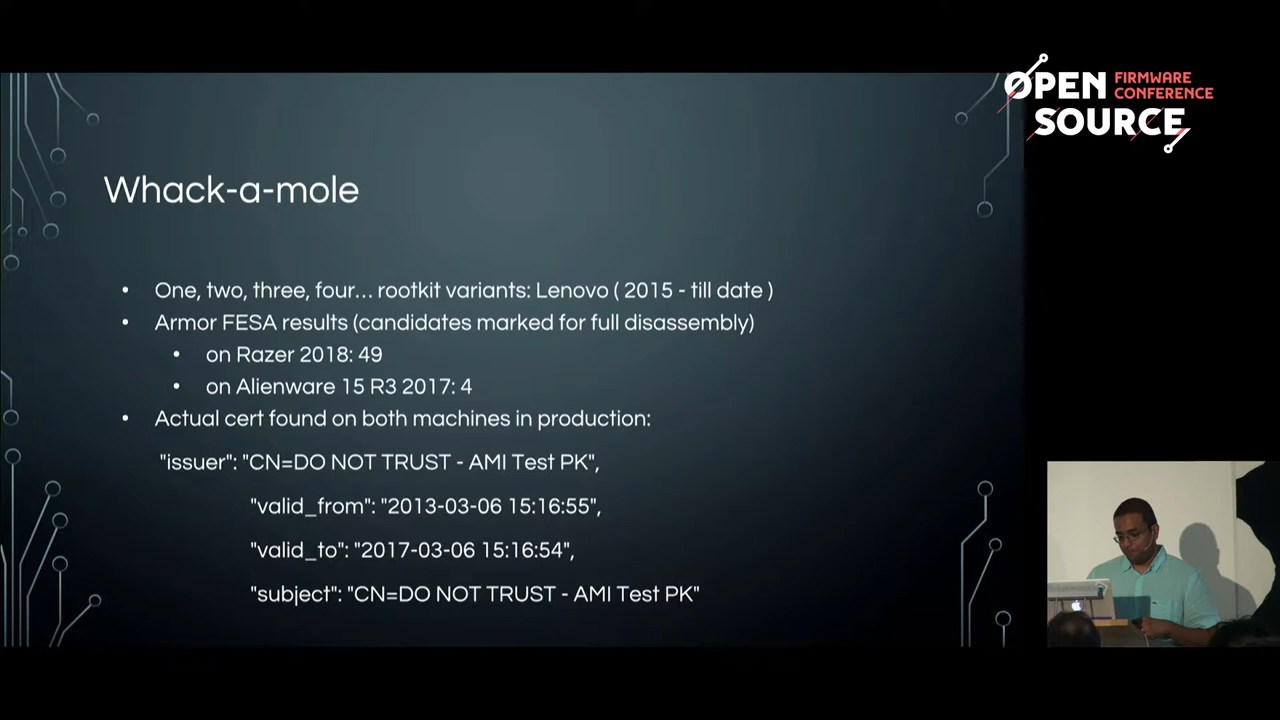 OPEN FIRMWARE
CONFERENCE
SOURCE
Whack-a-mole
• One, two, three, four... rootkit variants: Lenovo ( 2015 - till date )
• Armor FESA results (candidates marked for full disassembly)
• on Razer 2018: 49
• on Alienware 15 R3 2017: 4
• Actual cert found on both machines in production:
"issuer": "CN=DO NOT TRUST - AMI Test PK",
"valid_from": "2013-03-06 15:16:55",
"valid_to": "2017-03-06 15:16:54",
"subject": "CN=DO NOT TRUST - AMI Test PK"